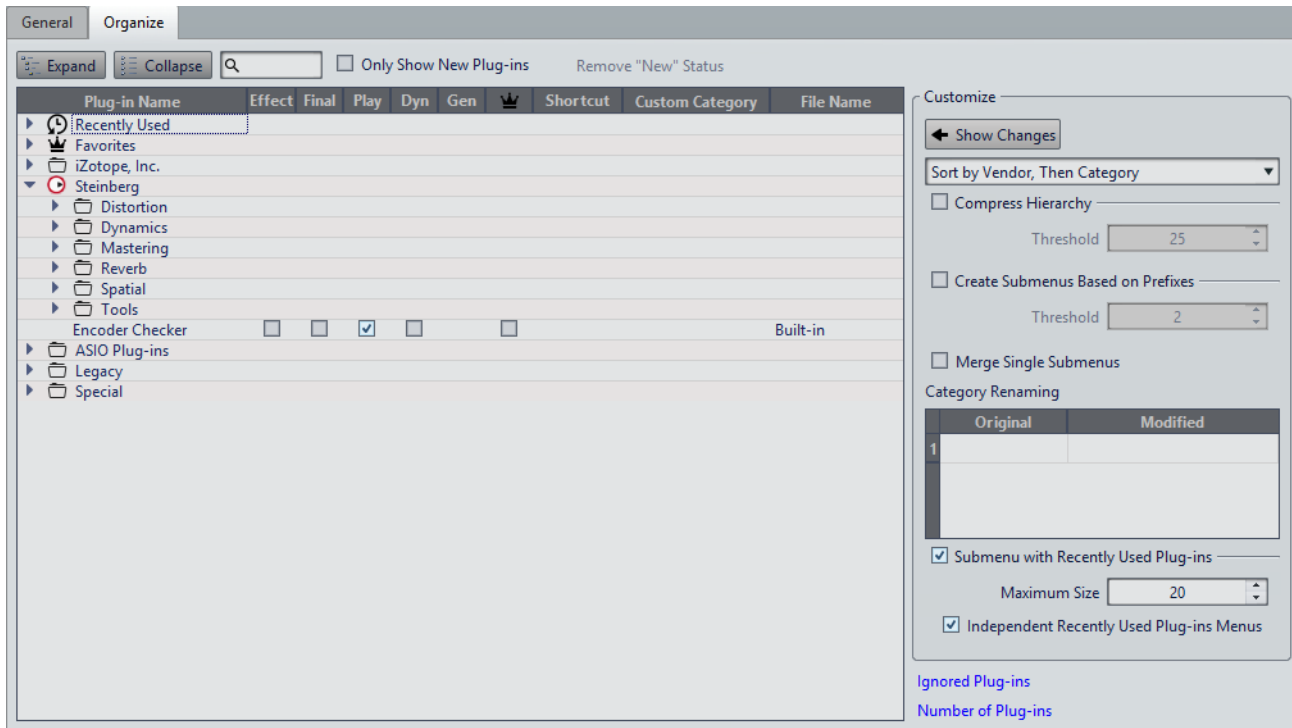 General Organize
Expand Collapse Only Show New Plug-ins Remove "New" Status
Plug-in Name Effect Final Play Dyn Gen Shortcut Custom Category File Name
Recently Used
Favorites
iZotope, Inc.
Steinberg
Distortion
Dynamics
Mastering
Reverb
Spatial
Tools
Encoder Checker Built-in
ASIO Plug-ins
Legacy
Special
Customize
Show Changes
Sort by Vendor, Then Category
Compress Hierarchy
Threshold 25
Create Submenus Based on Prefixes
Threshold 2
Merge Single Submenus
Category Renaming
Original Modified
1
Submenu with Recently Used Plug-ins
Maximum Size 20
Independent Recently Used Plug-ins Menus
Ignored Plug-ins
Number of Plug-ins